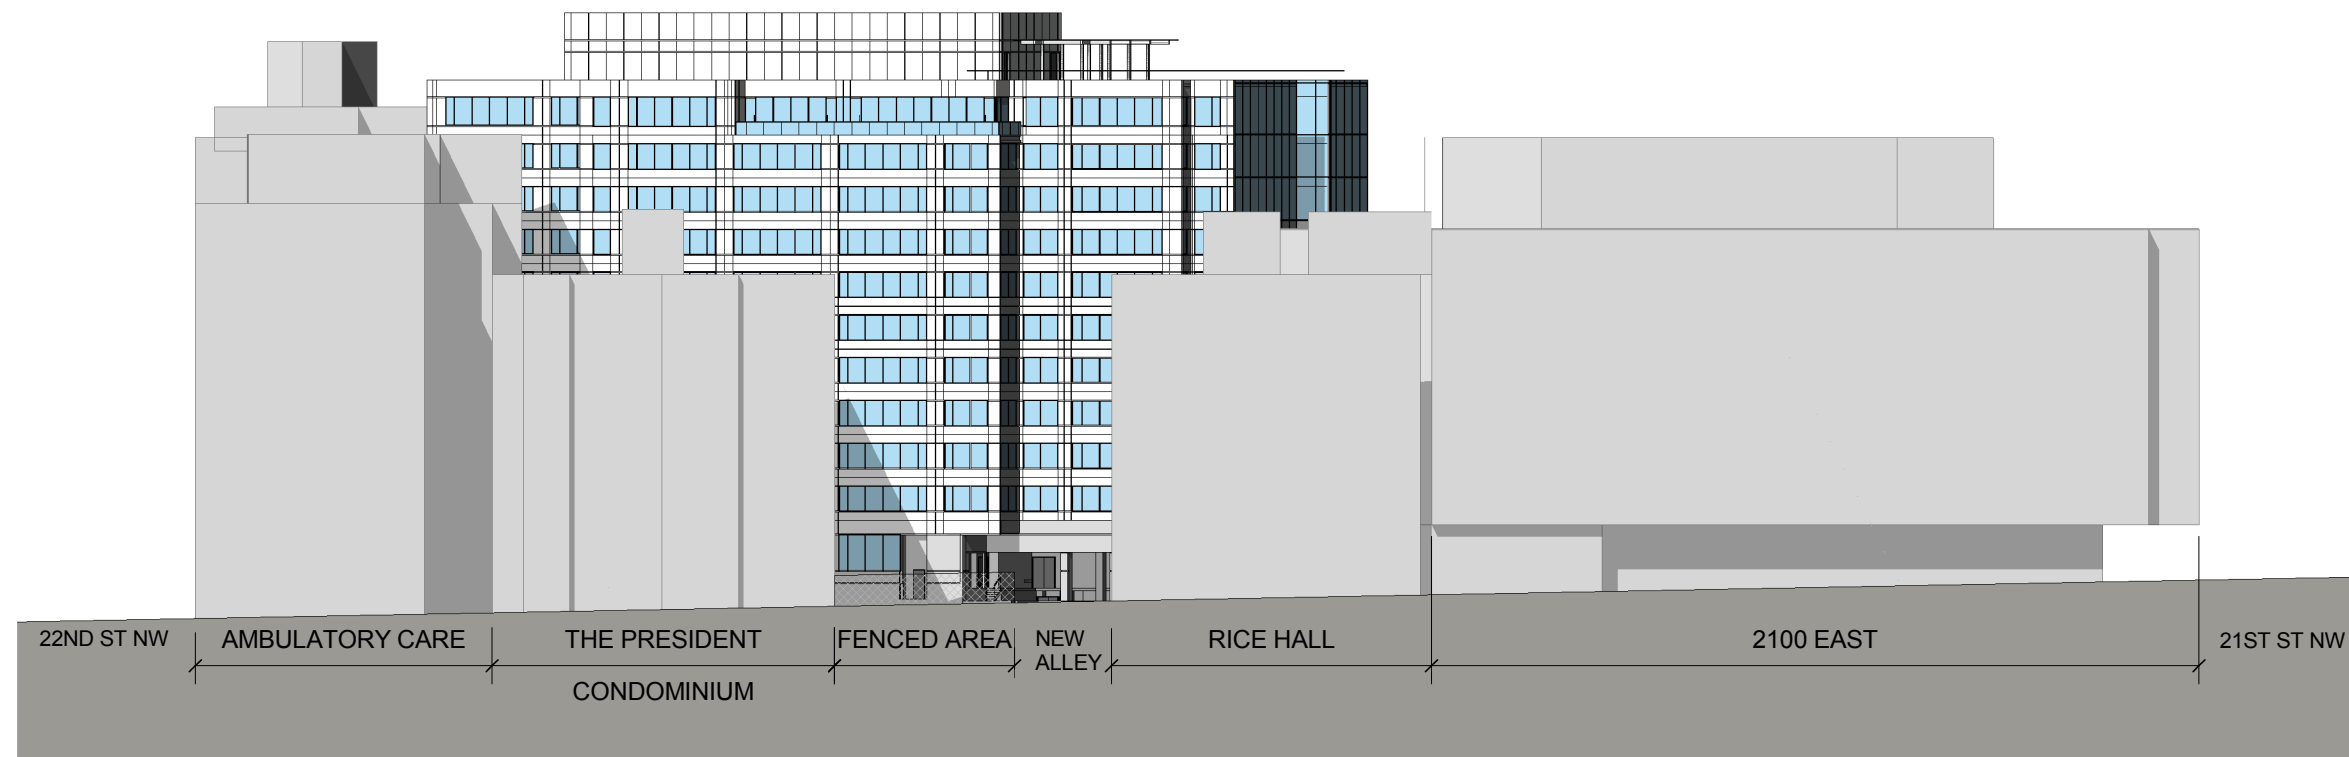 22ND ST NW
AMBULATORY CARE
THE PRESIDENT
CONDOMINIUM
FENCED AREA
NEW
ALLEY
RICE HALL
2100 EAST
21ST ST NW